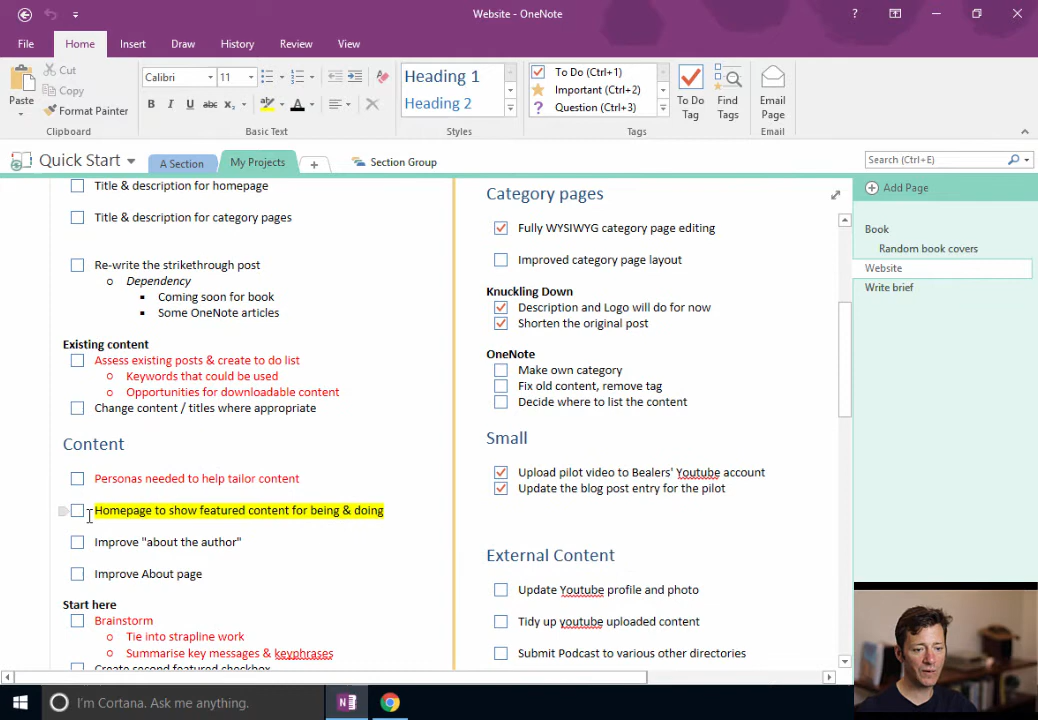 Website - OneNote
File
Home
Insert
Draw
History
Review
View
Paste
Cut
Copy
Format Painter
Clipboard
Calibri
11
Basic Text
Heading 1
Heading 2
Styles
To Do (Ctrl+1)
Important (Ctrl+2)
Question (Ctrl+3)
To Do Tag
Find Tags
Tags
Email Page
Email
Quick Start
A Section
My Projects
Section Group
Search (Ctrl+E)
Title & description for homepage
Title & description for category pages
Re-write the strikethrough post
Dependency
Coming soon for book
Some OneNote articles
Existing content
Assess existing posts & create to do list
Keywords that could be used
Opportunities for downloadable content
Change content / titles where appropriate
Content
Personas needed to help tailor content
Homepage to show featured content for being & doing
Improve "about the author"
Improve About page
Start here
Brainstorm
Tie into strapline work
Summarise key messages & keyphrases
Create second featured checkbox
Category pages
Fully WYSIWYG category page editing
Improved category page layout
Knuckling Down
Description and Logo will do for now
Shorten the original post
OneNote
Make own category
Fix old content, remove tag
Decide where to list the content
Small
Upload pilot video to Bealers' Youtube account
Update the blog post entry for the pilot
External Content
Update Youtube profile and photo
Tidy up youtube uploaded content
Submit Podcast to various other directories
Add Page
Book
Random book covers
Website
Write brief
I'm Cortana. Ask me anything.